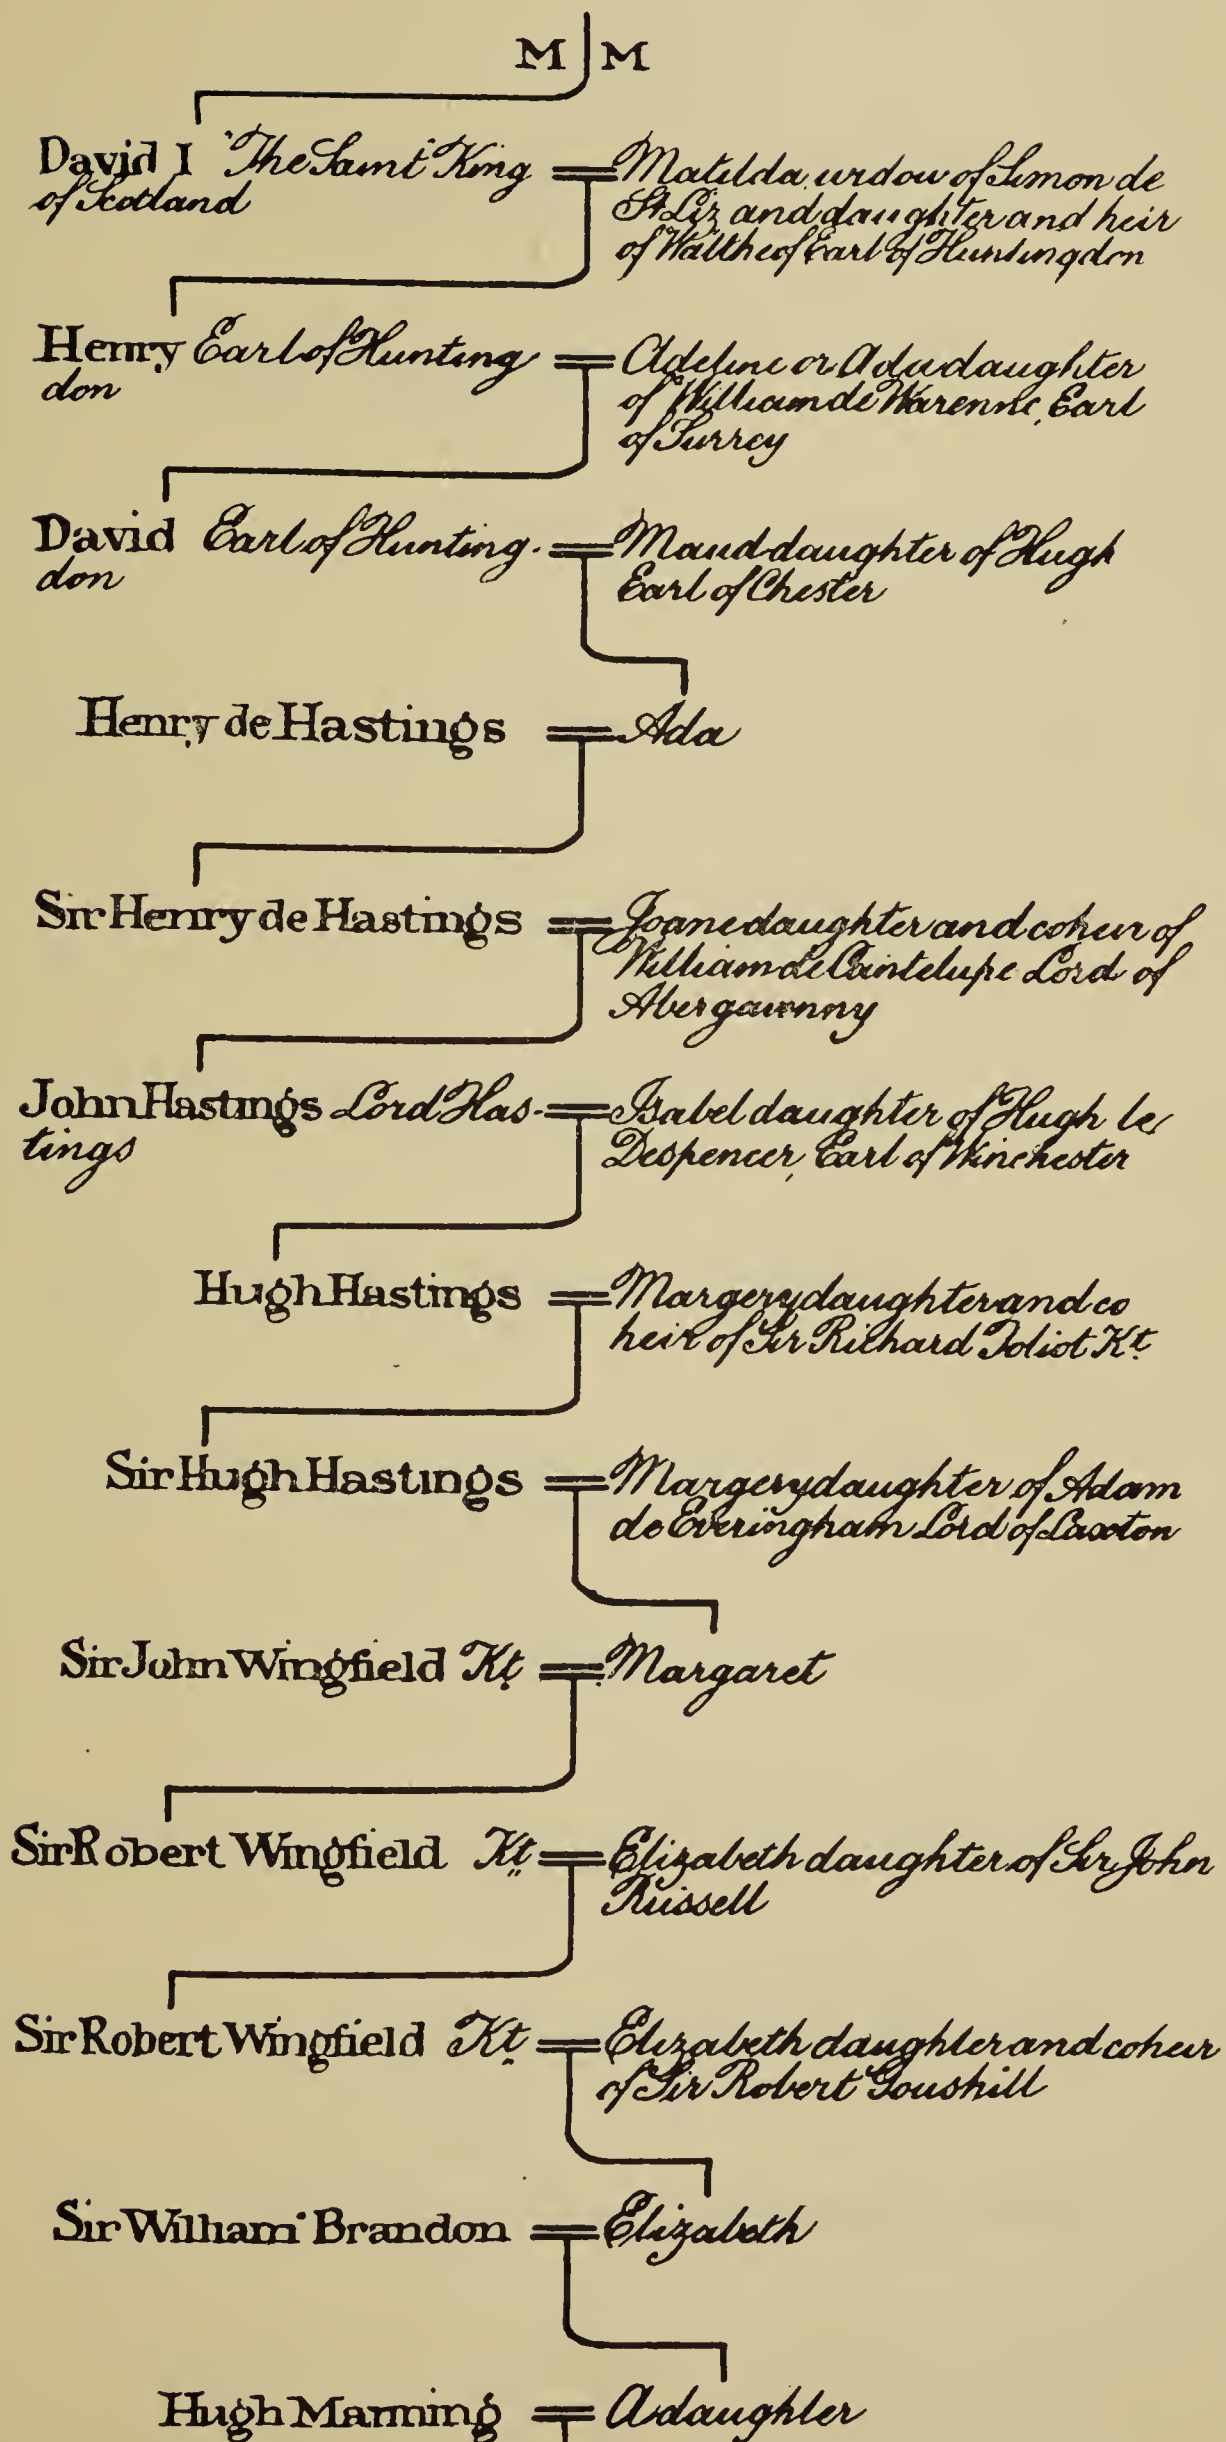 M M
David I "The Saint" King
of Scotland
Matilda, widow of Simon de
St Liz and daughter and heir
of Waltheof Earl of Huntingdon
Henry Earl of Hunting
don
Adeline or Ada daughter
of William de Warenne, Earl
of Surrey
David Earl of Hunting-
don
Maud daughter of Hugh
Earl of Chester
Henry de Hastings
Ada
Sir Henry de Hastings
Joane daughter and coheir of
William de Cantelupe Lord of
Abergavenny
John Hastings Lord Has-
tings
Isabel daughter of Hugh le
Despencer, Earl of Winchester
Hugh Hastings
Margery daughter and co
heir of Sir Richard Foliot Kt.
Sir Hugh Hastings
Margery daughter of Adam
de Everingham Lord of Laxton
Sir John Wingfield Kt.
Margaret
Sir Robert Wingfield Kt.
Elizabeth daughter of Sir John
Russell
Sir Robert Wingfield Kt.
Elizabeth daughter and coheir
of Sir Robert Goushill
Sir William Brandon
Elizabeth
Hugh Manning
A daughter